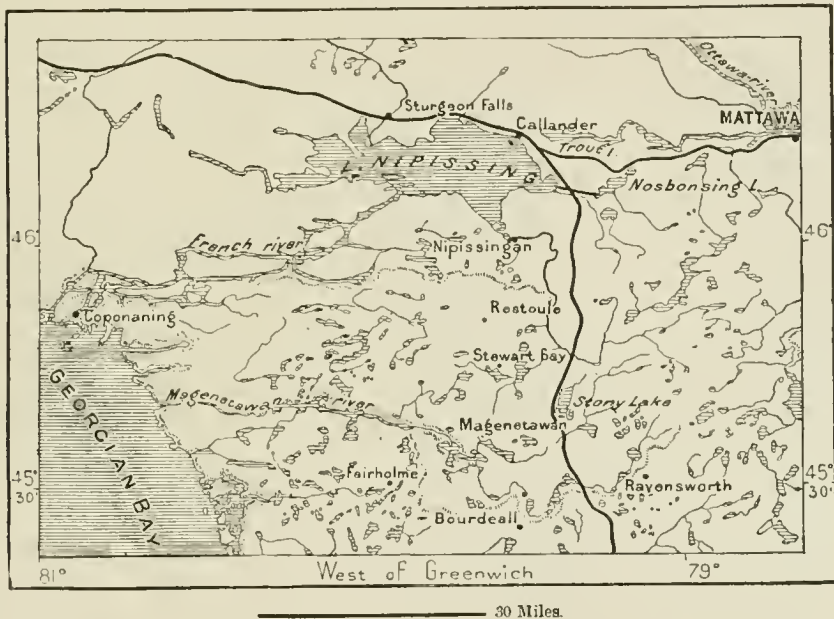 Ottawa river
Sturgeon Falls
Callander
MATTAWA
Trout l.
L. NIPISSING
Nosbonsing L.
46°
French river
Nipissingan
46°
Restoule
Toponaning
Stewart Bay
GEORGIAN BAY
Magenetawan river
Stony Lake
Magenetawan
45°
30'
Fairholme
Ravensworth
45°
30'
Bourdeall
81°
West of Greenwich
79°
30 Miles.